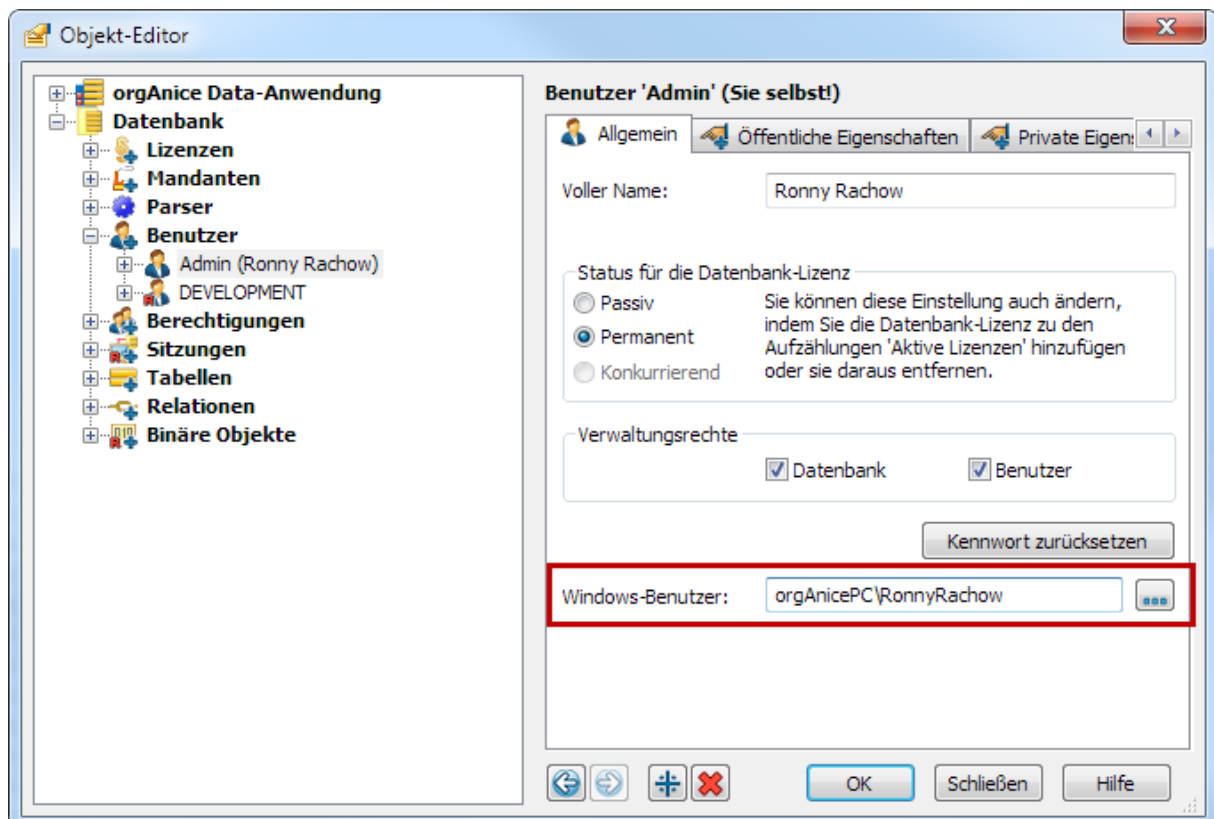 Objekt-Editor
orgAnice Data-Anwendung
Datenbank
Lizenzen
Mandanten
Parser
Benutzer
Admin (Ronny Rachow)
DEVELOPMENT
Berechtigungen
Sitzungen
Tabellen
Relationen
Binäre Objekte
Benutzer 'Admin' (Sie selbst!)
Allgemein
Öffentliche Eigenschaften
Private Eigens
Voller Name:
Ronny Rachow
Status für die Datenbank-Lizenz
Passiv
Permanent
Konkurrierend
Sie können diese Einstellung auch ändern,
indem Sie die Datenbank-Lizenz zu den
Aufzählungen 'Aktive Lizenzen' hinzufügen
oder sie daraus entfernen.
Verwaltungsrechte
Datenbank
Benutzer
Kennwort zurücksetzen
Windows-Benutzer:
orgAnicePC\RonnyRachow
OK
Schließen
Hilfe